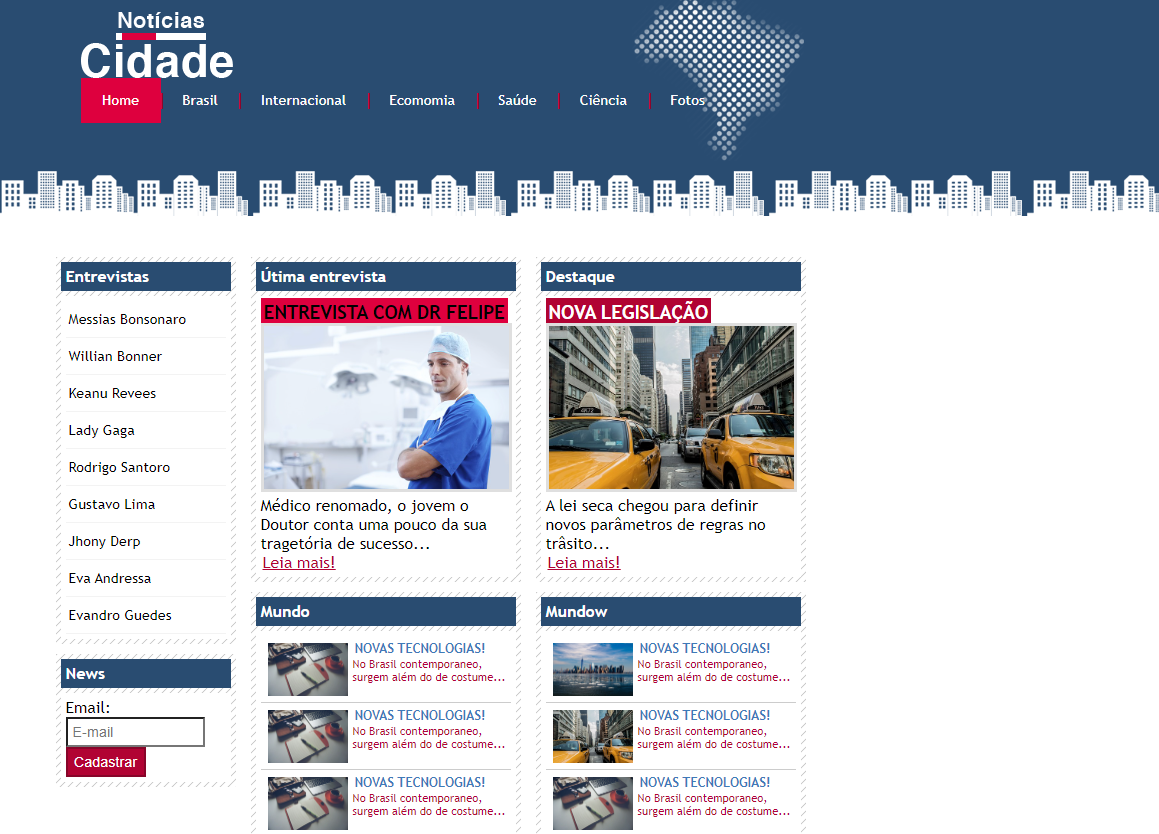 Notícias
Cidade
Home Brasil Internacional Ecomomia Saúde Ciência Fotos
Entrevistas
Messias Bonsonaro
Willian Bonner
Keanu Revees
Lady Gaga
Rodrigo Santoro
Gustavo Lima
Jhony Derp
Eva Andressa
Evandro Guedes
News
Email:
E-mail
Cadastrar
Útima entrevista
ENTREVISTA COM DR FELIPE
Médico renomado, o jovem o
Doutor conta uma pouco da sua
tragetória de sucesso...
Leia mais!
Destaque
NOVA LEGISLAÇÃO
A lei seca chegou para definir
novos parâmetros de regras no
trâsito...
Leia mais!
Mundo
NOVAS TECNOLOGIAS!
No Brasil contemporaneo,
surgem além do de costume...
NOVAS TECNOLOGIAS!
No Brasil contemporaneo,
surgem além do de costume...
NOVAS TECNOLOGIAS!
No Brasil contemporaneo,
surgem além do de costume...
Mundow
NOVAS TECNOLOGIAS!
No Brasil contemporaneo,
surgem além do de costume...
NOVAS TECNOLOGIAS!
No Brasil contemporaneo,
surgem além do de costume...
NOVAS TECNOLOGIAS!
No Brasil contemporaneo,
surgem além do de costume...